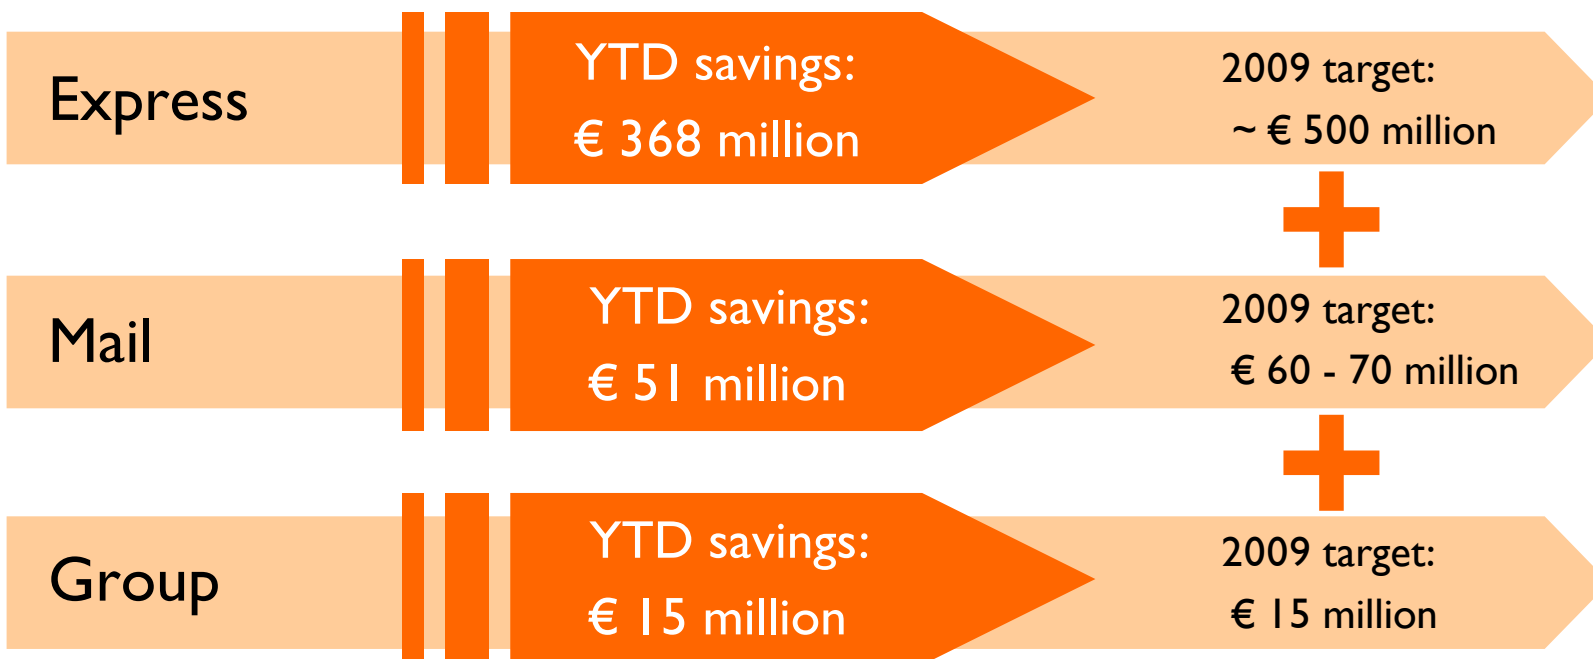 Express
YTD savings:
€ 368 million
2009 target:
~ € 500 million
Mail
YTD savings:
€ 51 million
2009 target:
€ 60 - 70 million
Group
YTD savings:
€ 15 million
2009 target:
€ 15 million